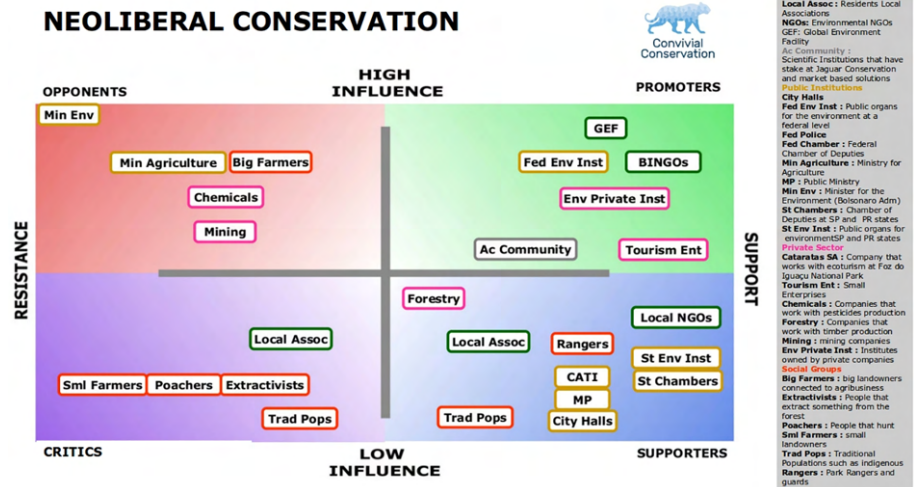 NEOLIBERAL CONSERVATION
Convivial
Conservation
HIGH
INFLUENCE
OPPONENTS
PROMOTERS
Min Env
GEF
Min Agriculture
Big Farmers
Fed Env Inst
BINGOs
Chemicals
Env Private Inst
Mining
Ac Community
Tourism Ent
RESISTANCE
SUPPORT
Forestry
Local NGOs
Local Assoc
Local Assoc
Rangers
St Env Inst
Sml Farmers
Poachers
Extractivists
CATI
St Chambers
MP
Trad Pops
Trad Pops
City Halls
CRITICS
LOW
INFLUENCE
SUPPORTERS
Local Assoc : Residents Local
Associations
NGOs: Environmental NGOs
GEF: Global Environment
Facility
Ac Community :
Scientific Institutions that have
stake at Jaguar Conservation
and market based solutions
Public Institutions
City Halls
Fed Env Inst : Public organs
for the environment at a
federal level
Fed Police
Fed Chamber : Federal
Chamber of Deputies
Min Agriculture : Ministry for
Agriculture
MP : Public Ministry
Min Env : Minister for the
Environment (Bolsonaro Adm)
St Chambers : Chamber of
Deputies at SP and PR states
St Env Inst : Public organs for
environmentSP and PR states
Private Sector
Cataratas SA : Company that
works with ecoturism at Foz do
Iguaçu National Park
Tourism Ent : Small
Enterprises
Chemicals : Companies that
work with pesticides production
Forestry : Companies that
work with timber production
Mining : mining companies
Env Private Inst : Institutes
owned by private companies
Social Groups
Big Farmers : big landowners
connected to agribusiness
Extractivists : People that
extract something from the
forest
Poachers : People that hunt
Sml Farmers : small
landowners
Trad Pops : Traditional
Populations such as indigenous
Rangers : Park Rangers and
guards